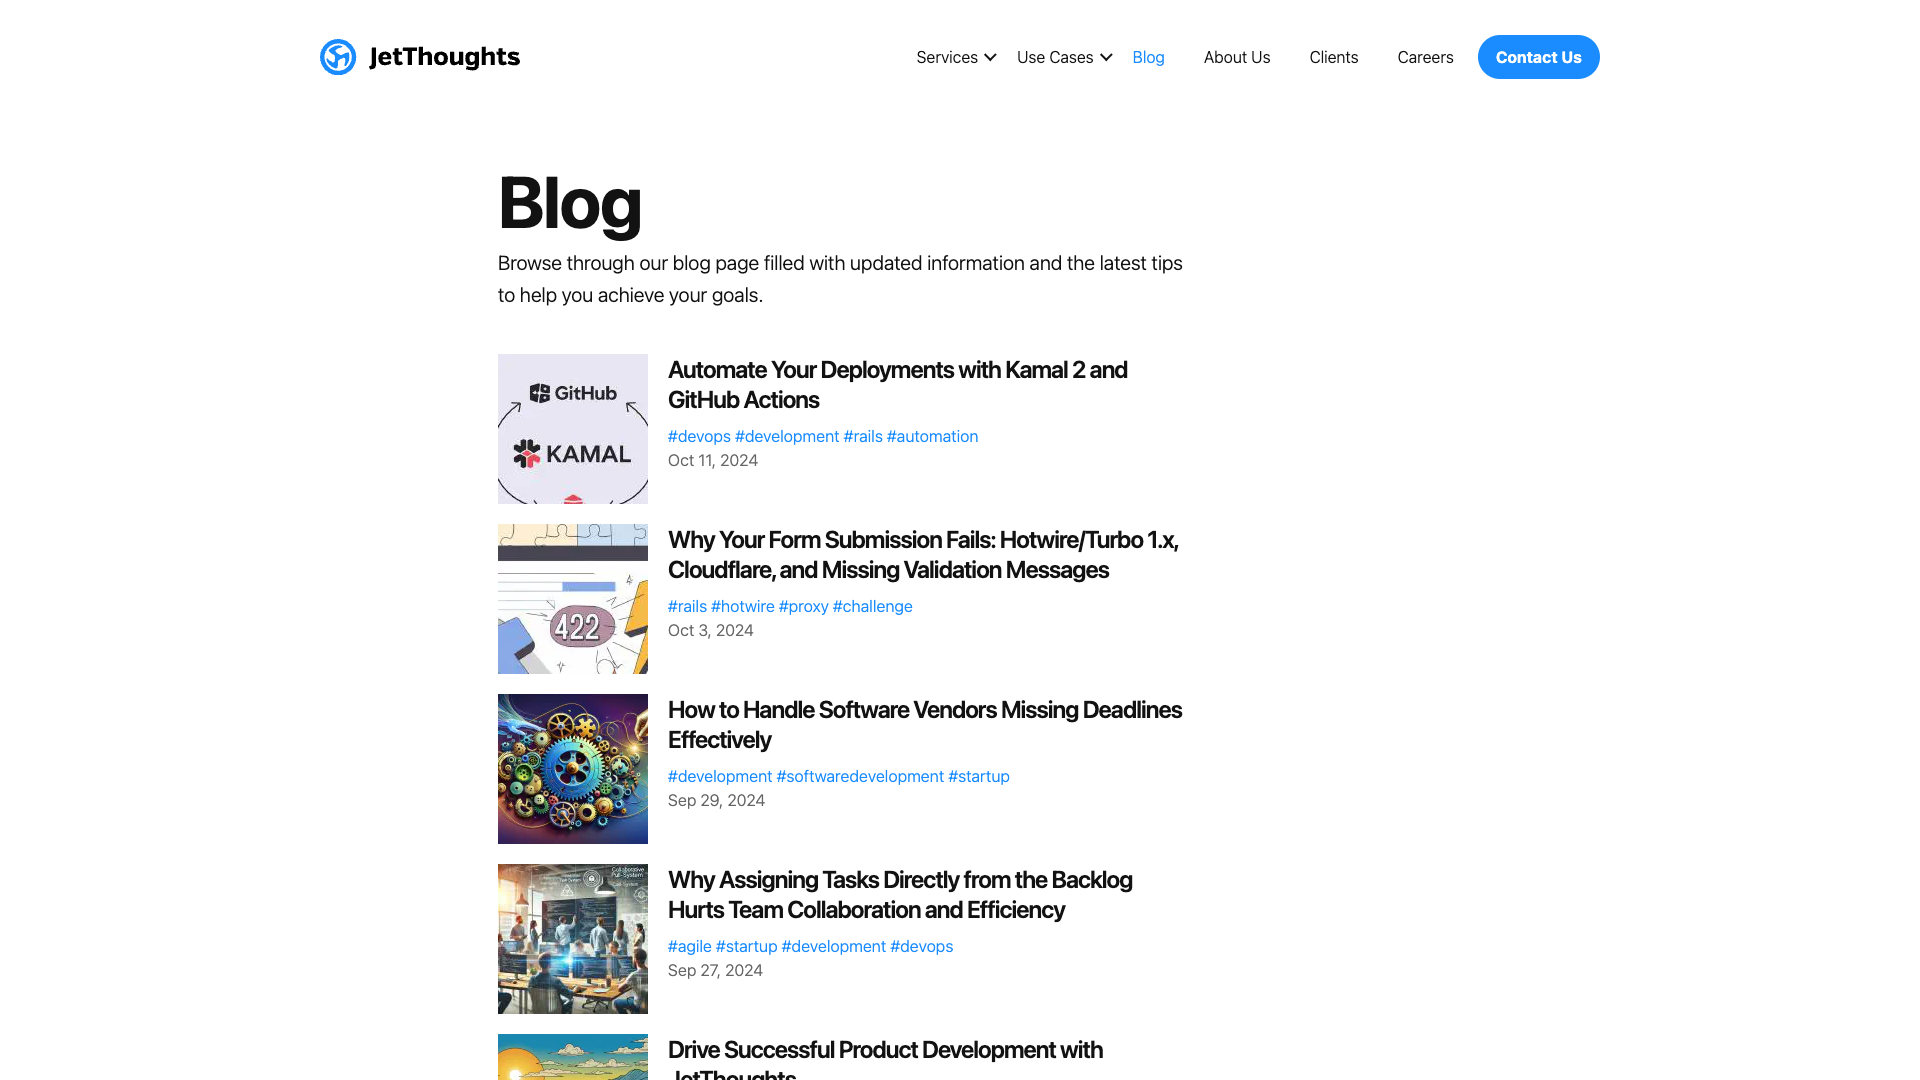 JetThoughts
Services
Use Cases
Blog
About Us
Clients
Careers
Contact Us
Blog
Browse through our blog page filled with updated information and the latest tips
to help you achieve your goals.
GitHub
KAMAL
Automate Your Deployments with Kamal 2 and
GitHub Actions
#devops #development #rails #automation
Oct 11, 2024
422
Why Your Form Submission Fails: Hotwire/Turbo 1.x,
Cloudflare, and Missing Validation Messages
#rails #hotwire #proxy #challenge
Oct 3, 2024
How to Handle Software Vendors Missing Deadlines
Effectively
#development #softwaredevelopment #startup
Sep 29, 2024
Why Assigning Tasks Directly from the Backlog
Hurts Team Collaboration and Efficiency
#agile #startup #development #devops
Sep 27, 2024
Drive Successful Product Development with
JetThoughts